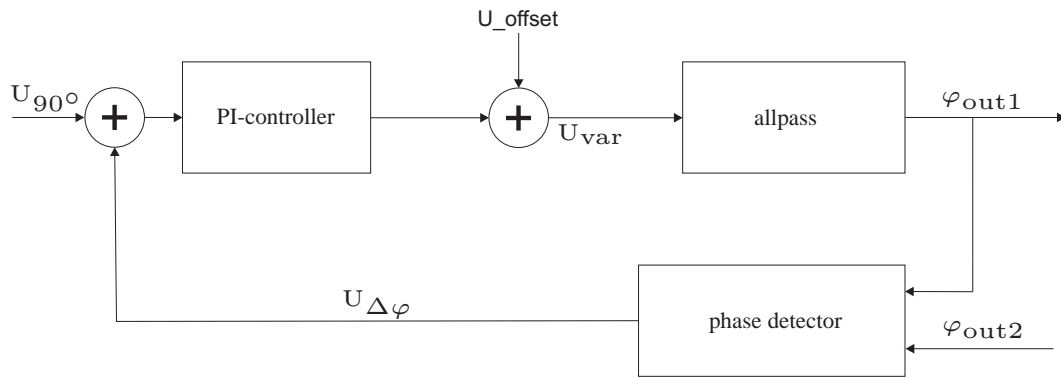 U_offset
U90°
+
PI-controller
+
Uvar
allpass
φout1
UΔφ
phase detector
φout2